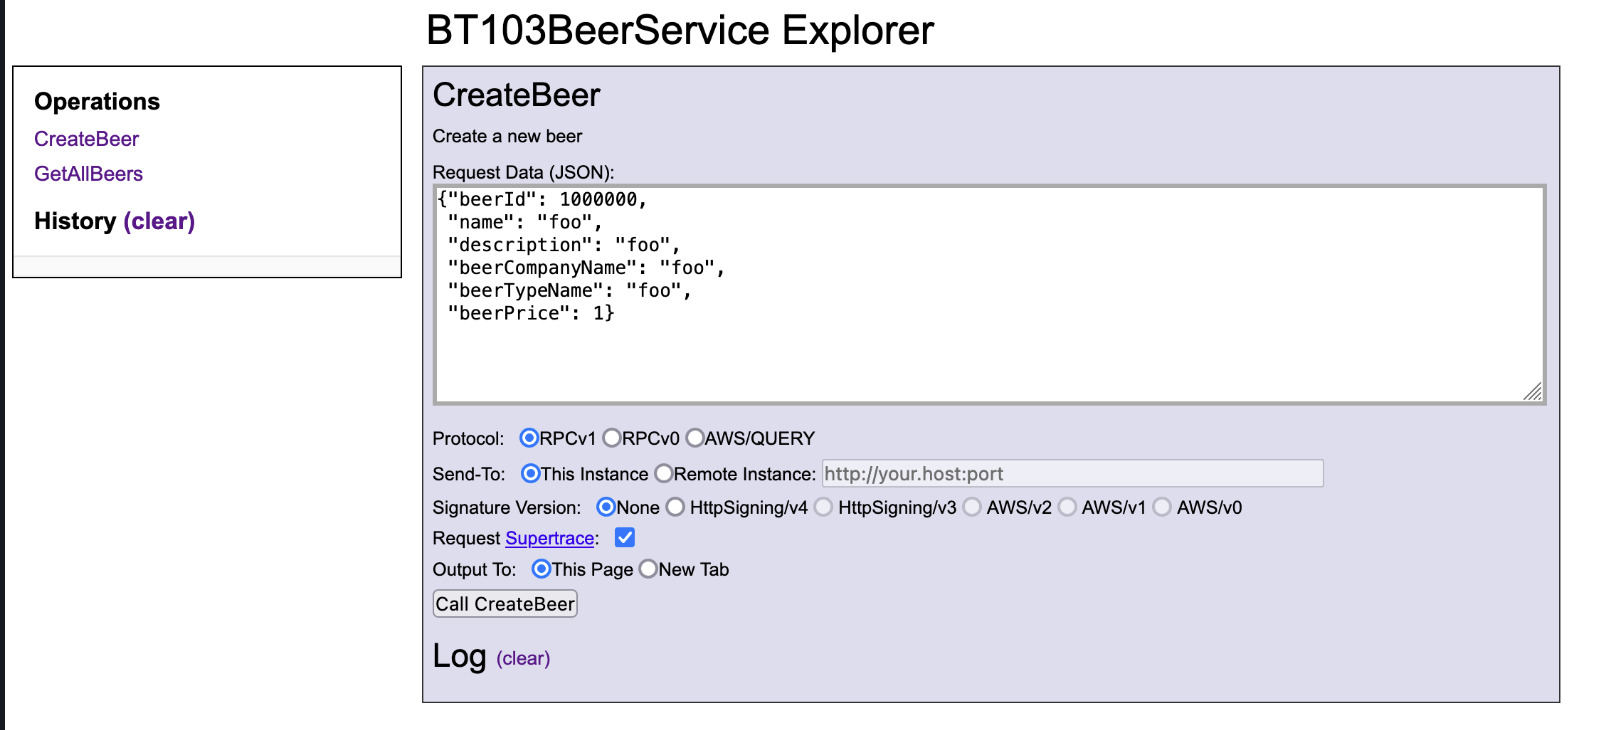 BT103BeerService Explorer
Operations
CreateBeer
GetAllBeers
History (clear)
CreateBeer
Create a new beer
Request Data (JSON):
{"beerId": 1000000,
"name": "foo",
"description": "foo",
"beerCompanyName": "foo",
"beerTypeName": "foo",
"beerPrice": 1}
Protocol: RPCv1 RPCv0 AWS/QUERY
Send-To: This Instance Remote Instance: http://your.host:port
Signature Version: None HttpSigning/v4 HttpSigning/v3 AWS/v2 AWS/v1 AWS/v0
Request Supertrace:
Output To: This Page New Tab
Call CreateBeer
Log (clear)